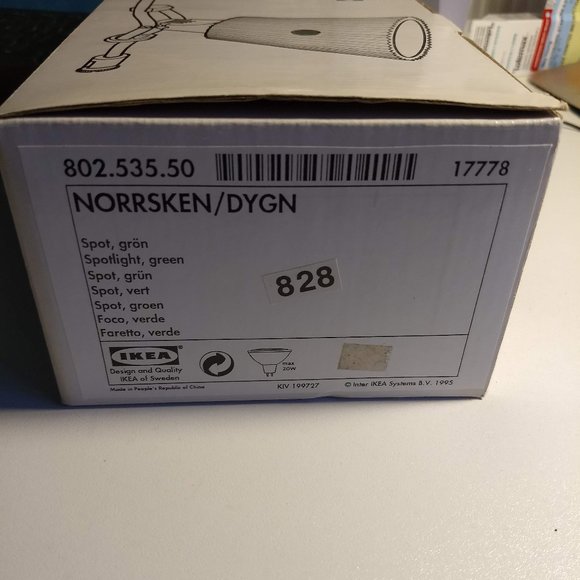 802.535.50 17778
NORRSKEN/DYGN
Spot, grön
Spotlight, green
Spot, grün
Spot, vert
Spot, groen
Foco, verde
Faretto, verde
828
IKEA
Design and Quality
IKEA of Sweden
max
20W
Made in People's Republic of China
KIV 199727
© Inter IKEA Systems B.V. 1995